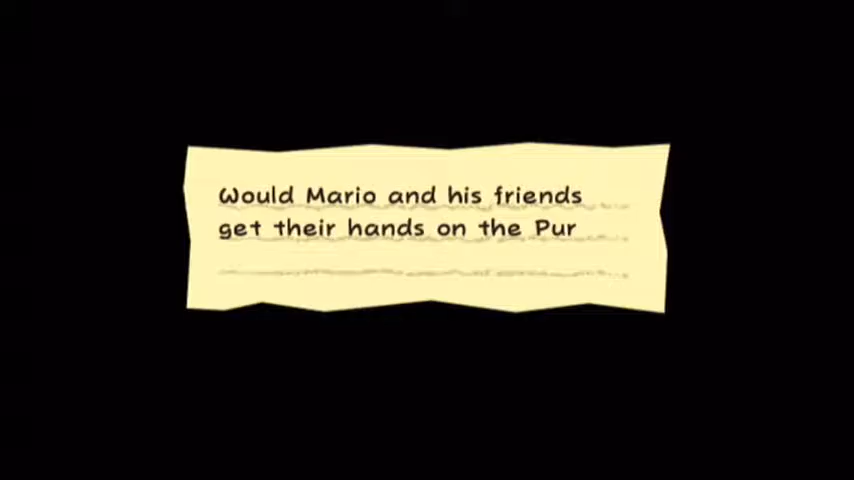 Would Mario and his friends
get their hands on the Pur